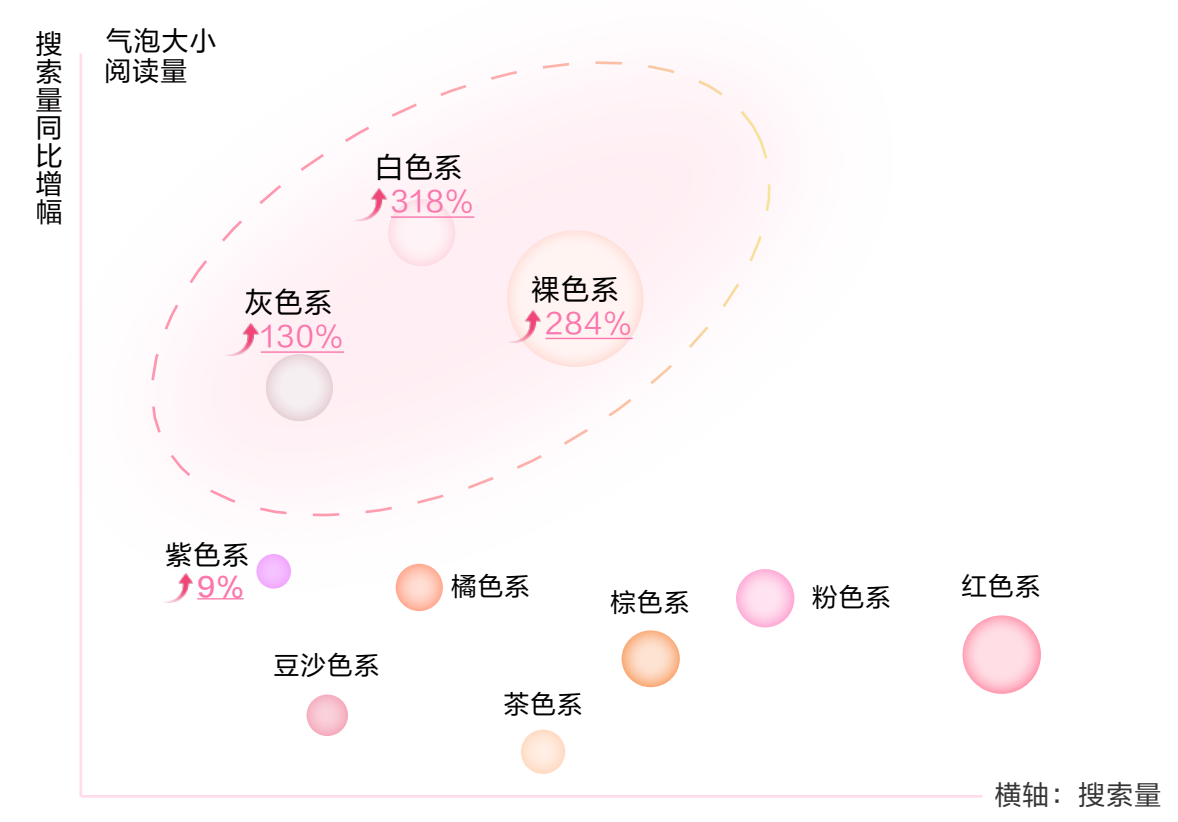 搜索量同比增幅
气泡大小
阅读量
白色系
318%
裸色系
284%
灰色系
130%
紫色系
9%
橘色系
棕色系
粉色系
红色系
豆沙色系
茶色系
横轴：搜索量